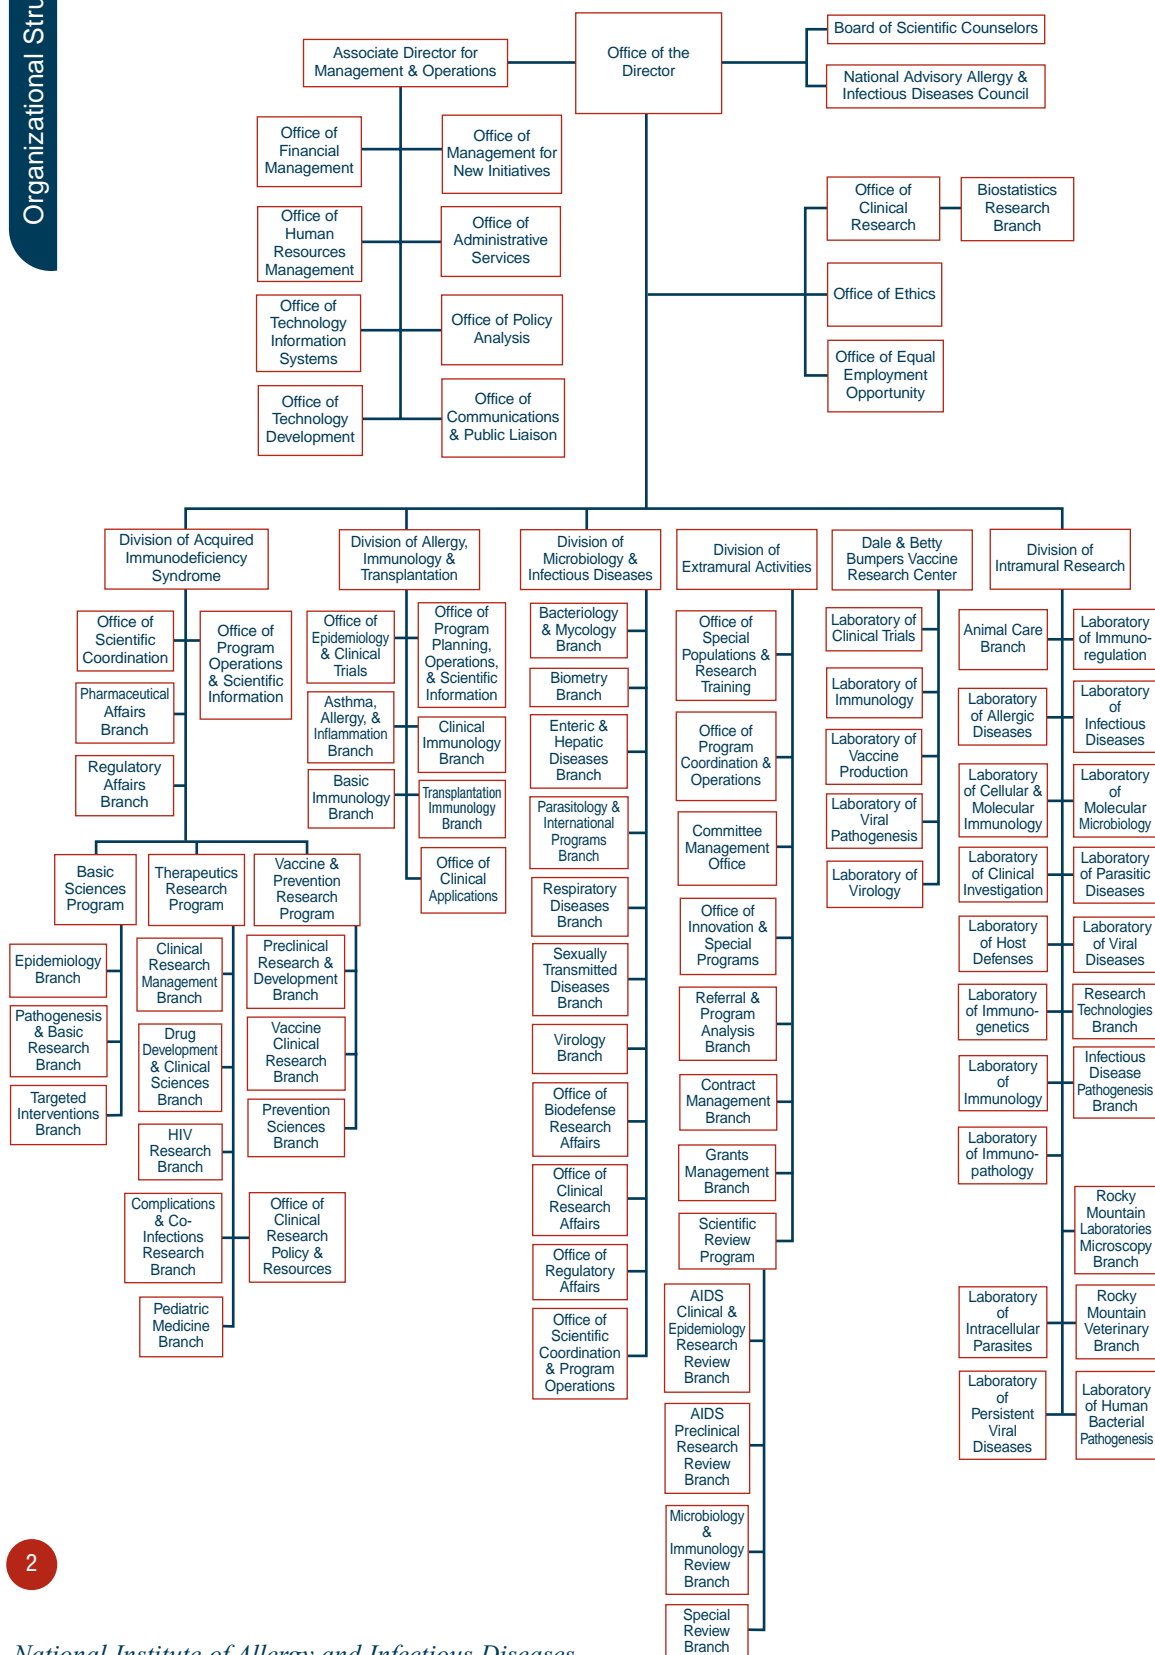 Organizational Stru
Associate Director for
Management & Operations
Office of the
Director
Board of Scientific Counselors
National Advisory Allergy &
Infectious Diseases Council
Office of
Financial
Management
Office of
Management for
New Initiatives
Office of
Human
Resources
Management
Office of
Administrative
Services
Office of
Technology
Information
Systems
Office of Policy
Analysis
Office of
Technology
Development
Office of
Communications
& Public Liaison
Office of
Clinical
Research
Biostatistics
Research
Branch
Office of Ethics
Office of Equal
Employment
Opportunity
Division of Acquired
Immunodeficiency
Syndrome
Office of
Scientific
Coordination
Office of
Program
Operations
& Scientific
Information
Pharmaceutical
Affairs
Branch
Regulatory
Affairs
Branch
Basic
Sciences
Program
Epidemiology
Branch
Pathogenesis
& Basic
Research
Branch
Targeted
Interventions
Branch
Therapeutics
Research
Program
Clinical
Research
Management
Branch
Drug
Development
& Clinical
Sciences
Branch
HIV
Research
Branch
Complications
& Co-
Infections
Research
Branch
Office of
Clinical
Research
Policy &
Resources
Pediatric
Medicine
Branch
Vaccine &
Prevention
Research
Program
Preclinical
Research &
Development
Branch
Vaccine
Clinical
Research
Branch
Prevention
Sciences
Branch
Division of Allergy,
Immunology &
Transplantation
Office of
Epidemiology
& Clinical
Trials
Office of
Program
Planning,
Operations,
& Scientific
Information
Asthma,
Allergy, &
Inflammation
Branch
Clinical
Immunology
Branch
Basic
Immunology
Branch
Transplantation
Immunology
Branch
Office of
Clinical
Applications
Division of
Microbiology &
Infectious Diseases
Bacteriology
& Mycology
Branch
Biometry
Branch
Enteric &
Hepatic
Diseases
Branch
Parasitology &
International
Programs
Branch
Respiratory
Diseases
Branch
Sexually
Transmitted
Diseases
Branch
Virology
Branch
Office of
Biodefense
Research
Affairs
Office of
Clinical
Research
Affairs
Office of
Regulatory
Affairs
Office of
Scientific
Coordination
& Program
Operations
Division of
Extramural Activities
Office of
Special
Populations &
Research
Training
Office of
Program
Coordination &
Operations
Committee
Management
Office
Office of
Innovation &
Special
Programs
Referral &
Program
Analysis
Branch
Contract
Management
Branch
Grants
Management
Branch
Scientific
Review
Program
AIDS
Clinical &
Epidemiology
Research
Review
Branch
AIDS
Preclinical
Research
Review
Branch
Microbiology
&
Immunology
Review
Branch
Special
Review
Branch
Dale & Betty
Bumpers Vaccine
Research Center
Laboratory of
Clinical Trials
Laboratory of
Immunology
Laboratory of
Vaccine
Production
Laboratory of
Viral
Pathogenesis
Laboratory of
Virology
Division of
Intramural Research
Animal Care
Branch
Laboratory
of Immuno-
regulation
Laboratory
of Allergic
Diseases
Laboratory
of
Infectious
Diseases
Laboratory
of Cellular &
Molecular
Immunology
Laboratory
of
Molecular
Microbiology
Laboratory
of Clinical
Investigation
Laboratory
of Parasitic
Diseases
Laboratory
of Host
Defenses
Laboratory
of Viral
Diseases
Laboratory
of Immuno-
genetics
Research
Technologies
Branch
Laboratory
of
Immunology
Infectious
Disease
Pathogenesis
Branch
Laboratory
of Immuno-
pathology
Rocky
Mountain
Laboratories
Microscopy
Branch
Laboratory
of
Intracellular
Parasites
Rocky
Mountain
Veterinary
Branch
Laboratory
of
Persistent
Viral
Diseases
Laboratory
of Human
Bacterial
Pathogenesis
2
National Institute of Allergy and Infectious Diseases